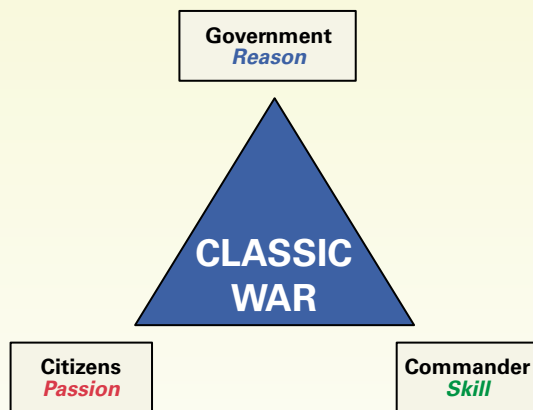 Government
Reason
CLASSIC
WAR
Citizens
Passion
Commander
Skill